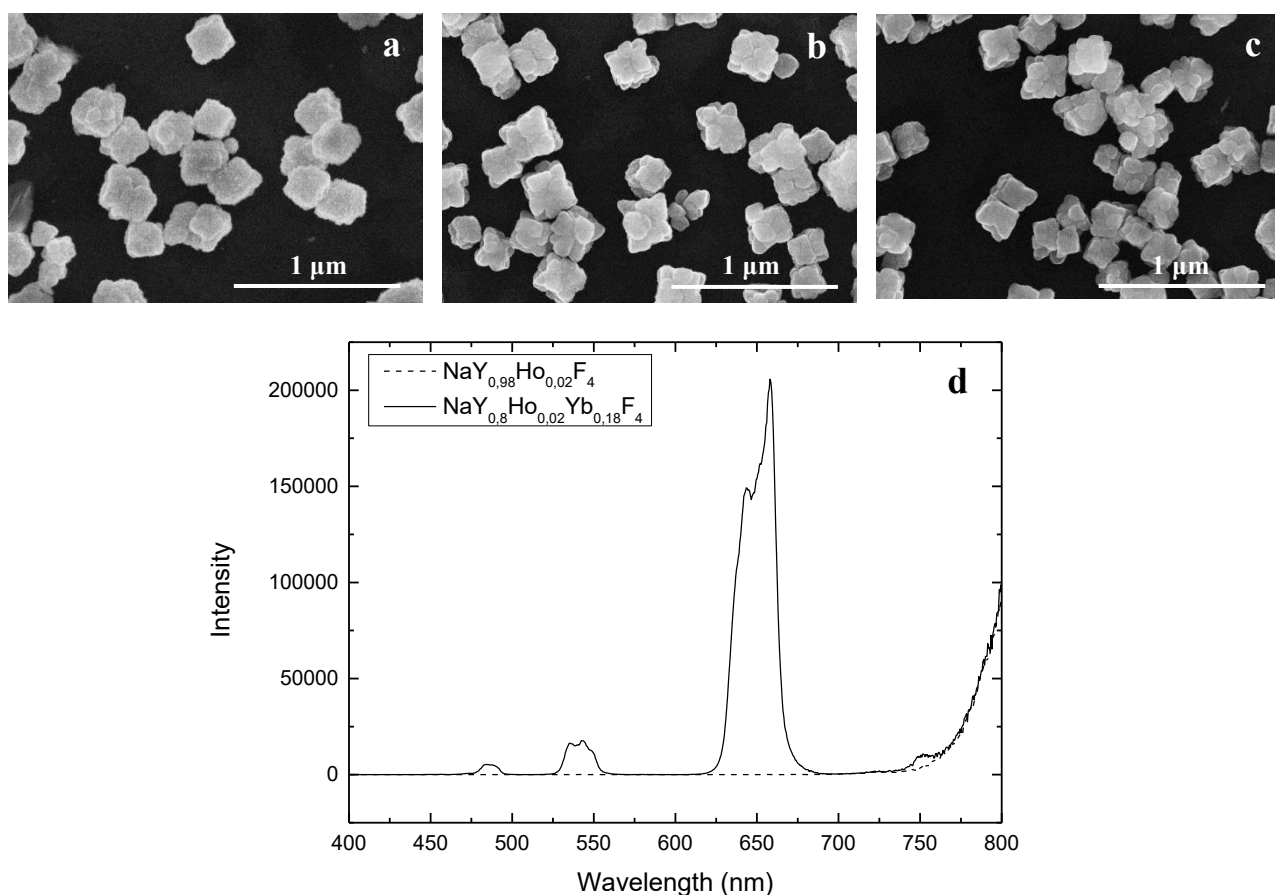 a
b
c
1 µm
1 µm
1 µm
d
NaY0,98Ho0,02F4
NaY0,8Ho0,02Yb0,18F4
200000
150000
100000
50000
0
Intensity
400 450 500 550 600 650 700 750 800
Wavelength (nm)